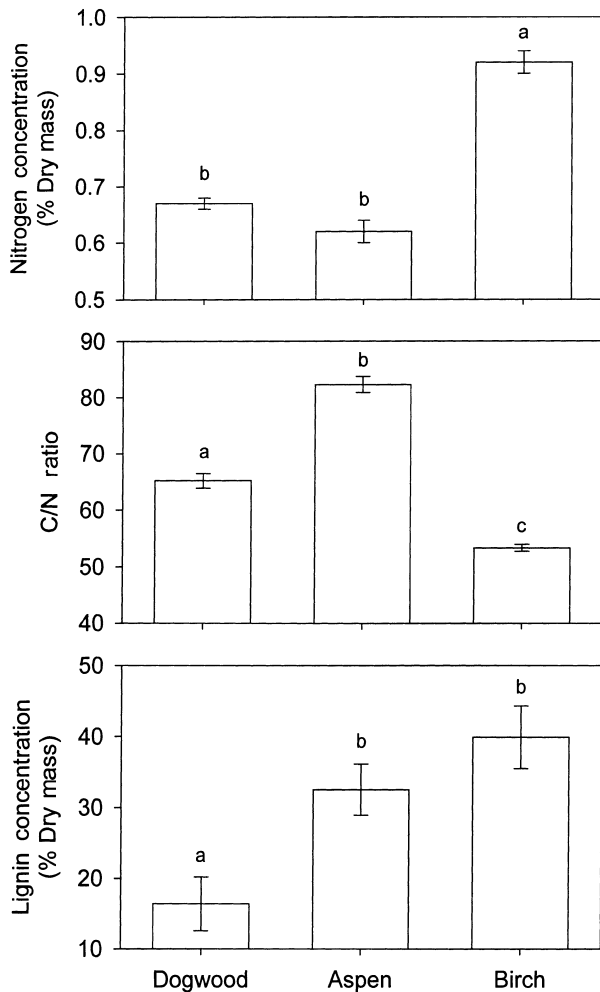 Nitrogen concentration
(% Dry mass)
1.0
0.9
0.8
0.7
0.6
0.5
b
b
a
C/N ratio
90
80
70
60
50
40
a
b
c
Lignin concentration
(% Dry mass)
50
40
30
20
10
a
b
b
Dogwood Aspen Birch